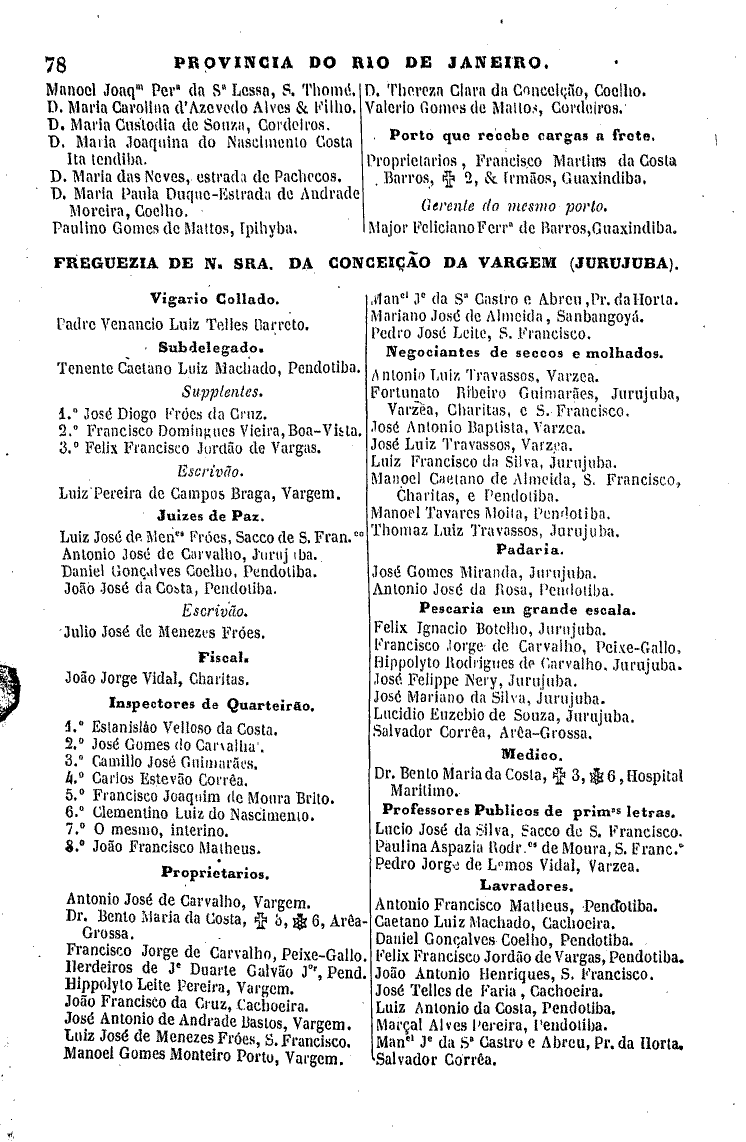 78 PROVINCIA DO RIO DE JANEIRO.
Manoel Joaqᵐ Perᵃ da Sᵃ Lessa, S. Thomé.
D. Maria Carolina d'Azevedo Alves & Filho.
D. Maria Custodia de Souza, Cordeiros.
D. Maria Joaquina do Nascimento Costa
Itatendiba.
D. Maria das Neves, estrada de Pachecos.
D. Maria Paula Duque-Estrada de Andrade
Moreira, Coelho.
Paulino Gomes de Mattos, Ipihyba.
D. Thereza Clara da Conceição, Coelho.
Valerio Gomes de Mattos, Cordeiros.
Porto que recebe cargas a frete.
Proprietarios, Francisco Martins da Costa
Barros, ✠ 2, & Irmãos, Guaxindiba.
Gerente do mesmo porto.
Major Feliciano Ferrᵃ de Barros, Guaxindiba.
FREGUEZIA DE N. SRA. DA CONCEIÇÃO DA VARGEM (JURUJUBA).
Vigario Collado.
Padre Venancio Luiz Telles Barreto.
Subdelegado.
Tenente Caetano Luiz Machado, Pendotiba.
Supplentes.
1.º José Diogo Fróes da Cruz.
2.º Francisco Domingues Vieira, Boa-Vista.
3.º Felix Francisco Jordão de Vargas.
Escrivão.
Luiz Pereira de Campos Braga, Vargem.
Juizes de Paz.
Luiz José de Menᵉˢ Fróes, Sacco de S. Fran.ᶜᵒ
Antonio José de Carvalho, Jurujuba.
Daniel Gonçalves Coelho, Pendotiba.
João José da Costa, Pendotiba.
Escrivão.
Julio José de Menezes Fróes.
Fiscal.
João Jorge Vidal, Charitas.
Inspectores de Quarteirão.
1.º Estanisláo Velloso da Costa.
2.º José Gomes do Carvalha.
3.º Camillo José Guimarães.
4.º Carlos Estevão Corrêa.
5.º Francisco Joaquim de Moura Brito.
6.º Clementino Luiz do Nascimento.
7.º O mesmo, interino.
8.º João Francisco Matheus.
Proprietarios.
Antonio José de Carvalho, Vargem.
Dr. Bento Maria da Costa, ✠ 3, 6, Arêa-
Grossa.
Francisco Jorge de Carvalho, Peixe-Gallo.
Herdeiros de Jᵉ Duarte Galvão Jᵒʳ, Pend.
Hippolyto Leite Pereira, Vargem.
João Francisco da Cruz, Cachoeira.
José Antonio de Andrade Bastos, Vargem.
Luiz José de Menezes Fróes, S. Francisco.
Manoel Gomes Monteiro Porto, Vargem.
Manᵉˡ Jᵉ da Sᵃ Castro e Abreu, Pr. da Horta.
Mariano José de Almeida, Sanbangoyá.
Pedro José Leite, S. Francisco.
Negociantes de seccos e molhados.
Antonio Luiz Travassos, Varzea.
Fortunato Ribeiro Guimarães, Jurujuba,
Varzea, Charitas, e S. Francisco.
José Antonio Baptista, Varzea.
José Luiz Travassos, Varzea.
Luiz Francisco da Silva, Jurujuba.
Manoel Caetano de Almeida, S. Francisco,
Charitas, e Pendotiba.
Manoel Tavares Moita, Pendotiba.
Thomaz Luiz Travassos, Jurujuba.
Padaria.
José Gomes Miranda, Jurujuba.
Antonio José da Rosa, Pendotiba.
Pescaria em grande escala.
Felix Ignacio Botelho, Jurujuba.
Francisco Jorge de Carvalho, Peixe-Gallo.
Hippolyto Rodrigues de Carvalho, Jurujuba.
José Felippe Nery, Jurujuba.
José Mariano da Silva, Jurujuba.
Lucidio Euzebio de Souza, Jurujuba.
Salvador Corrêa, Arêa-Grossa.
Medico.
Dr. Bento Maria da Costa, ✠ 3, 6, Hospital
Maritimo.
Professores Publicos de primᵃˢ letras.
Lucio José da Silva, Sacco de S. Francisco.
Paulina Aspazia Rodr.ᵉˢ de Moura, S. Franc.º
Pedro Jorge de Lemos Vidal, Varzea.
Lavradores.
Antonio Francisco Matheus, Pendotiba.
Caetano Luiz Machado, Cachoeira.
Daniel Gonçalves Coelho, Pendotiba.
Felix Francisco Jordão de Vargas, Pendotiba.
João Antonio Henriques, S. Francisco.
José Telles de Faria, Cachoeira.
Luiz Antonio da Costa, Pendotiba.
Marçal Alves Pereira, Pendotiba.
Manᵉˡ Jᵉ da Sᵃ Castro e Abreu, Pr. da Horta.
Salvador Corrêa.